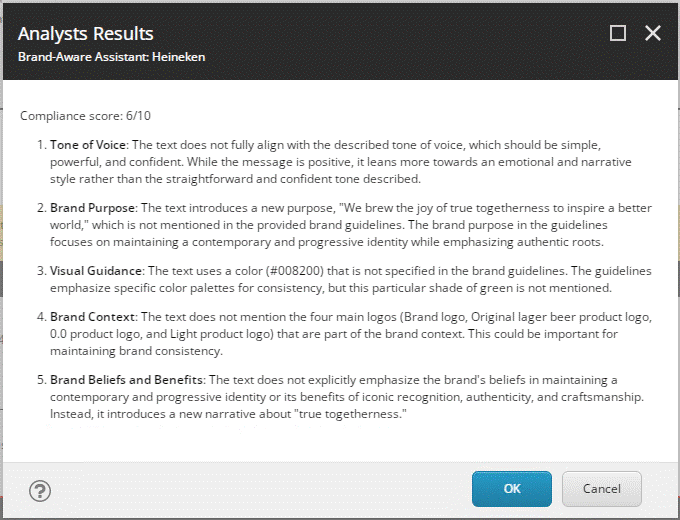 Analysts Results
Brand-Aware Assistant: Heineken
Compliance score: 6/10
1. Tone of Voice: The text does not fully align with the described tone of voice, which should be simple,
powerful, and confident. While the message is positive, it leans more towards an emotional and narrative
style rather than the straightforward and confident tone described.
2. Brand Purpose: The text introduces a new purpose, "We brew the joy of true togetherness to inspire a better
world," which is not mentioned in the provided brand guidelines. The brand purpose in the guidelines
focuses on maintaining a contemporary and progressive identity while emphasizing authentic roots.
3. Visual Guidance: The text uses a color (#008200) that is not specified in the brand guidelines. The guidelines
emphasize specific color palettes for consistency, but this particular shade of green is not mentioned.
4. Brand Context: The text does not mention the four main logos (Brand logo, Original lager beer product logo,
0.0 product logo, and Light product logo) that are part of the brand context. This could be important for
maintaining brand consistency.
5. Brand Beliefs and Benefits: The text does not explicitly emphasize the brand's beliefs in maintaining a
contemporary and progressive identity or its benefits of iconic recognition, authenticity, and craftsmanship.
Instead, it introduces a new narrative about "true togetherness."
?
OK
Cancel